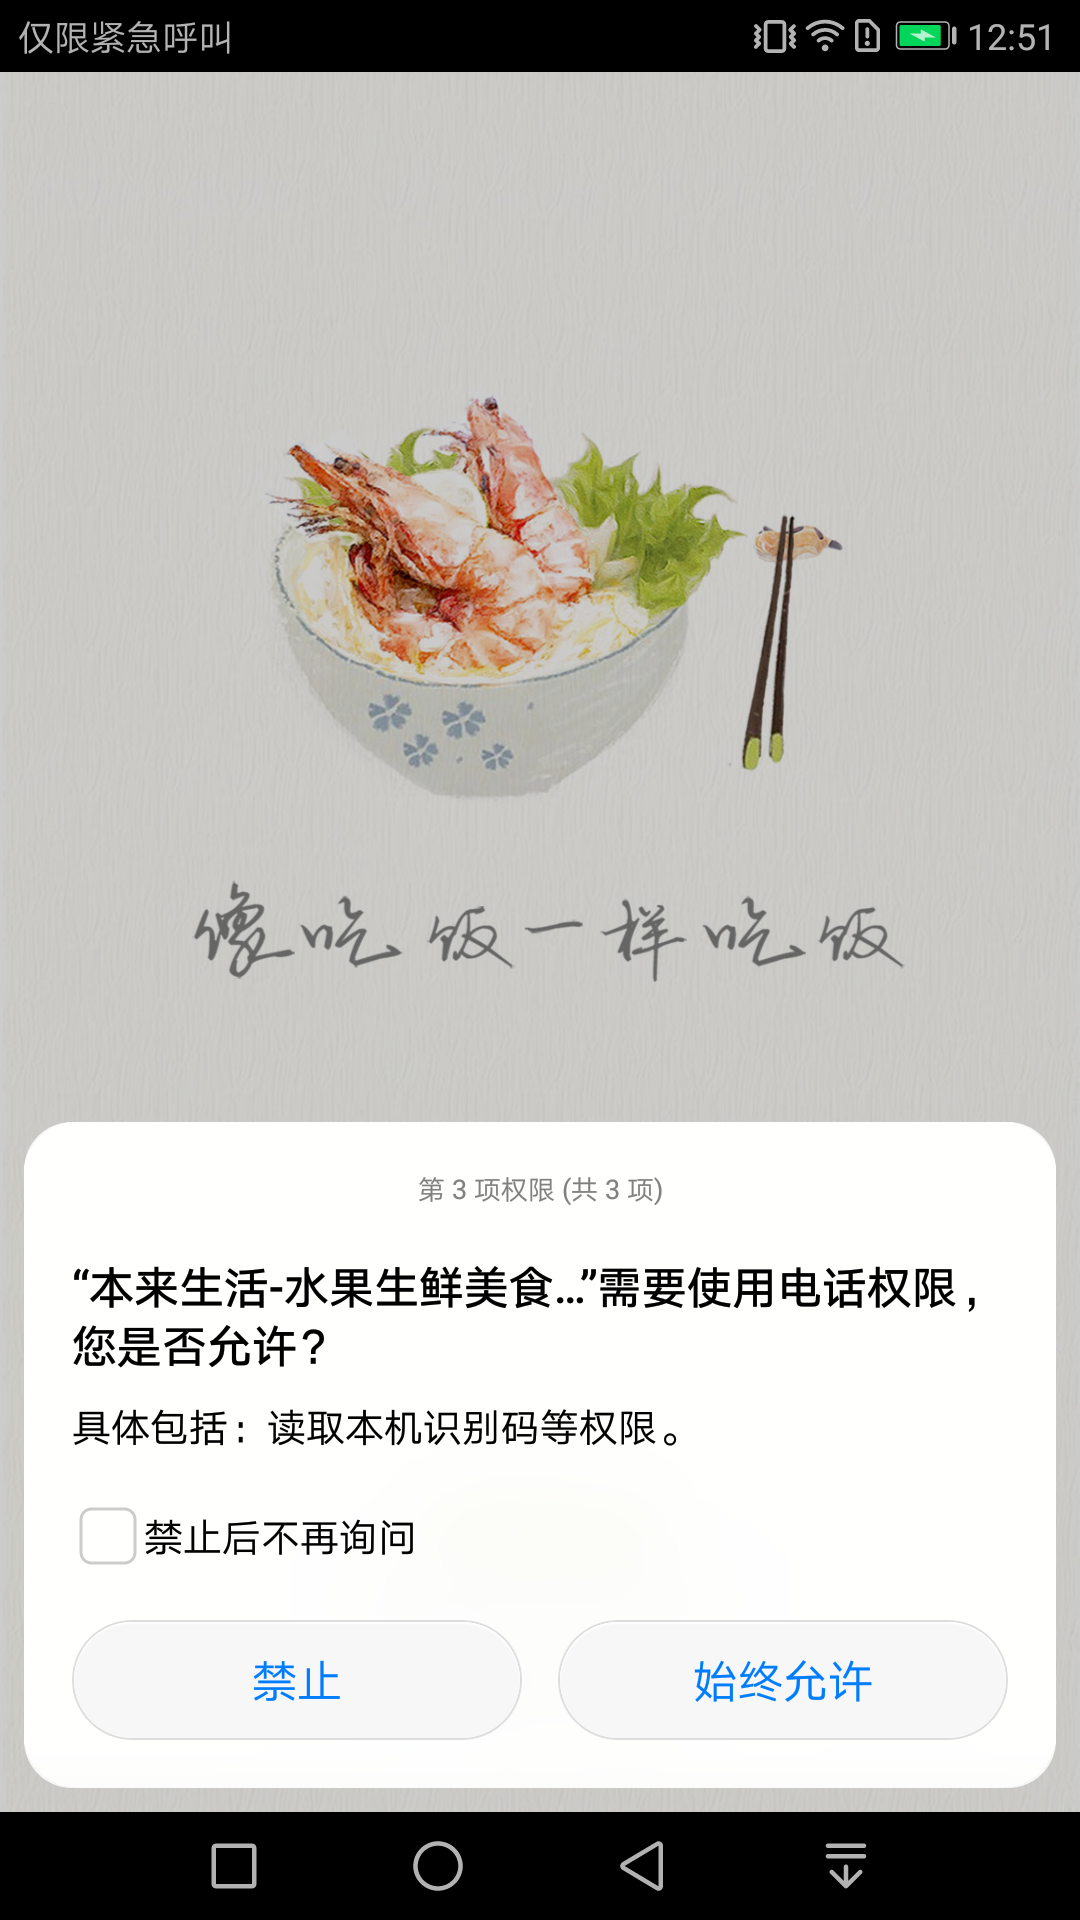 仅限紧急呼叫
12:51
像吃饭一样吃饭
第 3 项权限 (共 3 项)
“本来生活-水果生鲜美食...”需要使用电话权限，
您是否允许？
具体包括：读取本机识别码等权限。
禁止后不再询问
禁止
始终允许